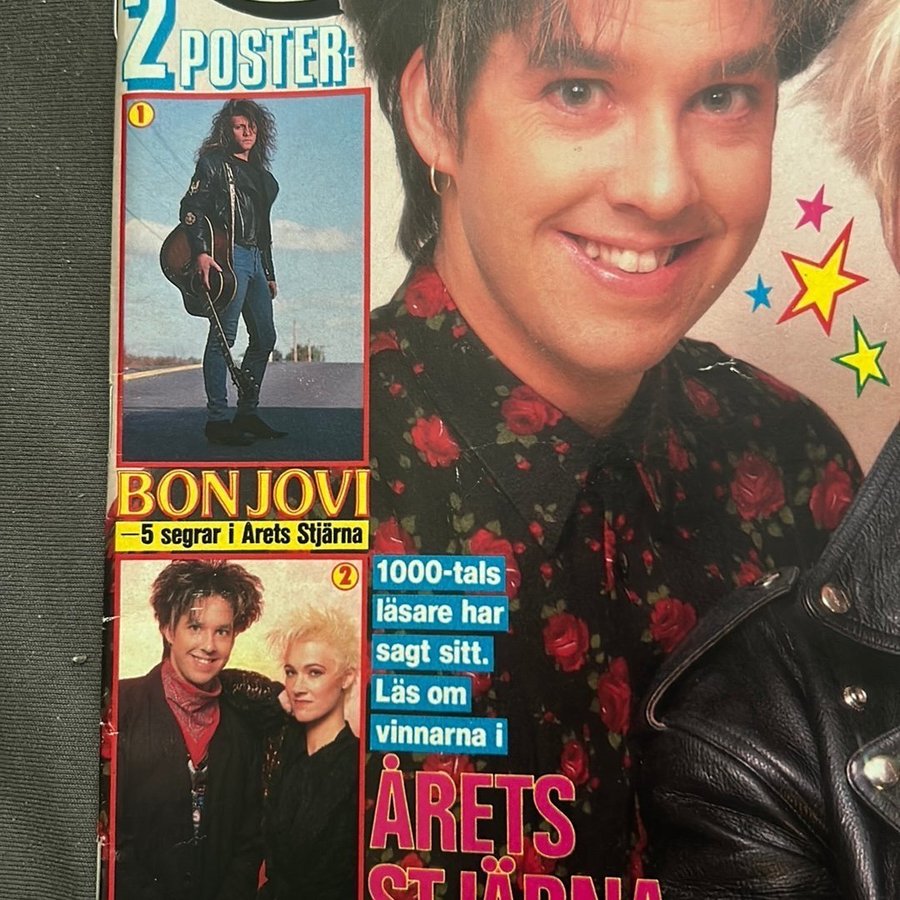 2 POSTER:
1
BON JOVI
–5 segrar i Årets Stjärna
2
1000-tals
läsare har
sagt sitt.
Läs om
vinnarna i
ÅRETS
STJÄRNA